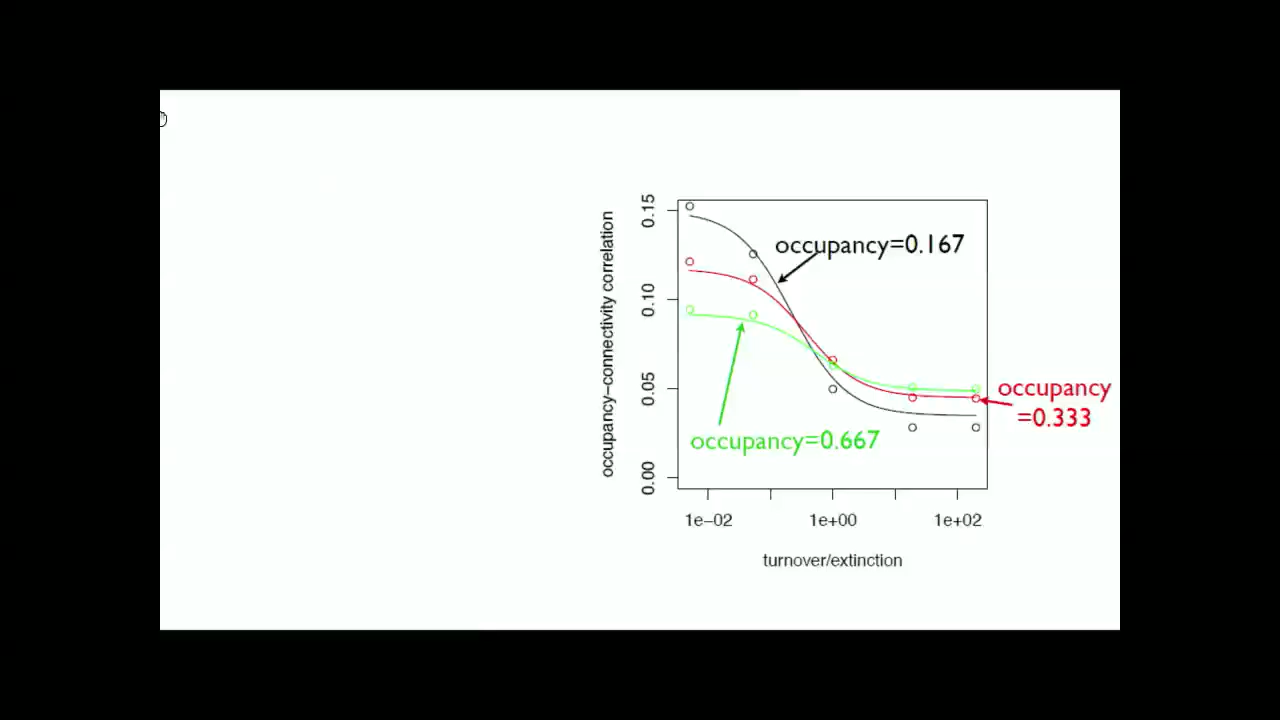 occupancy–connectivity correlation
0.15
0.10
0.05
0.00
occupancy=0.167
occupancy
=0.333
occupancy=0.667
1e−02
1e+00
1e+02
turnover/extinction